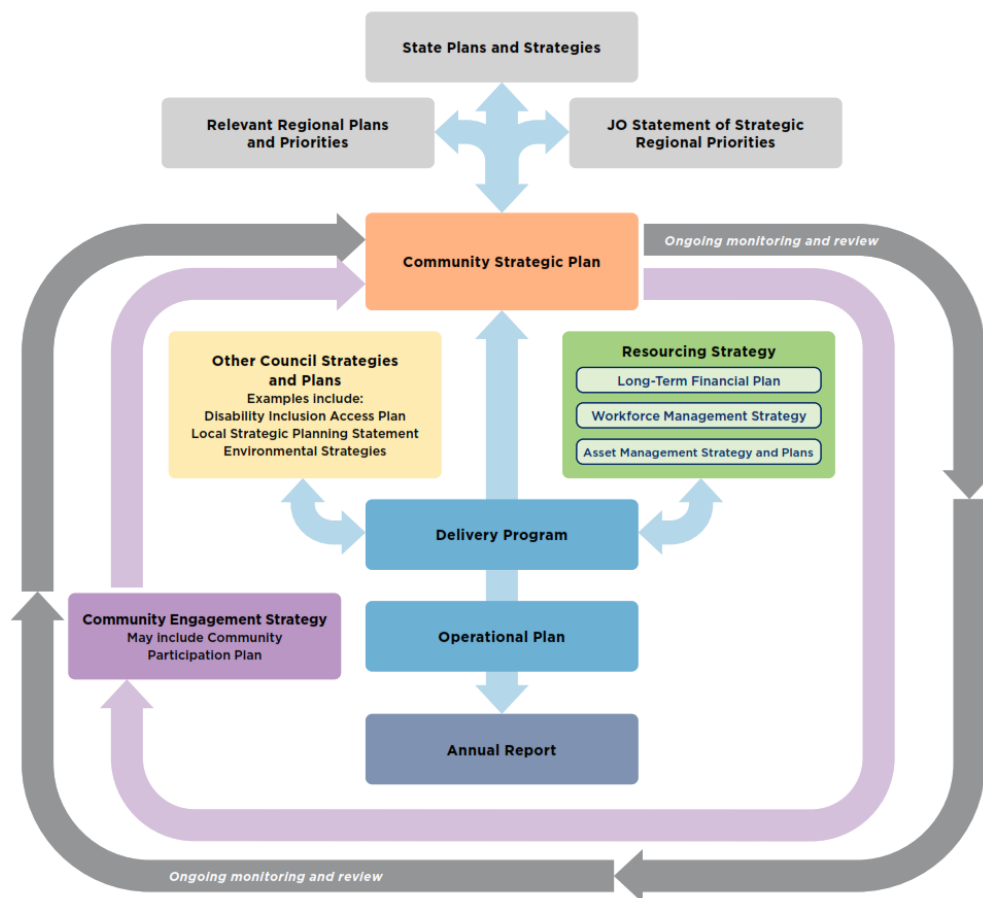 State Plans and Strategies
Relevant Regional Plans
and Priorities
JO Statement of Strategic
Regional Priorities
Community Strategic Plan
Ongoing monitoring and review
Other Council Strategies
and Plans
Examples include:
Disability Inclusion Access Plan
Local Strategic Planning Statement
Environmental Strategies
Resourcing Strategy
Long-Term Financial Plan
Workforce Management Strategy
Asset Management Strategy and Plans
Delivery Program
Community Engagement Strategy
May include Community
Participation Plan
Operational Plan
Annual Report
Ongoing monitoring and review